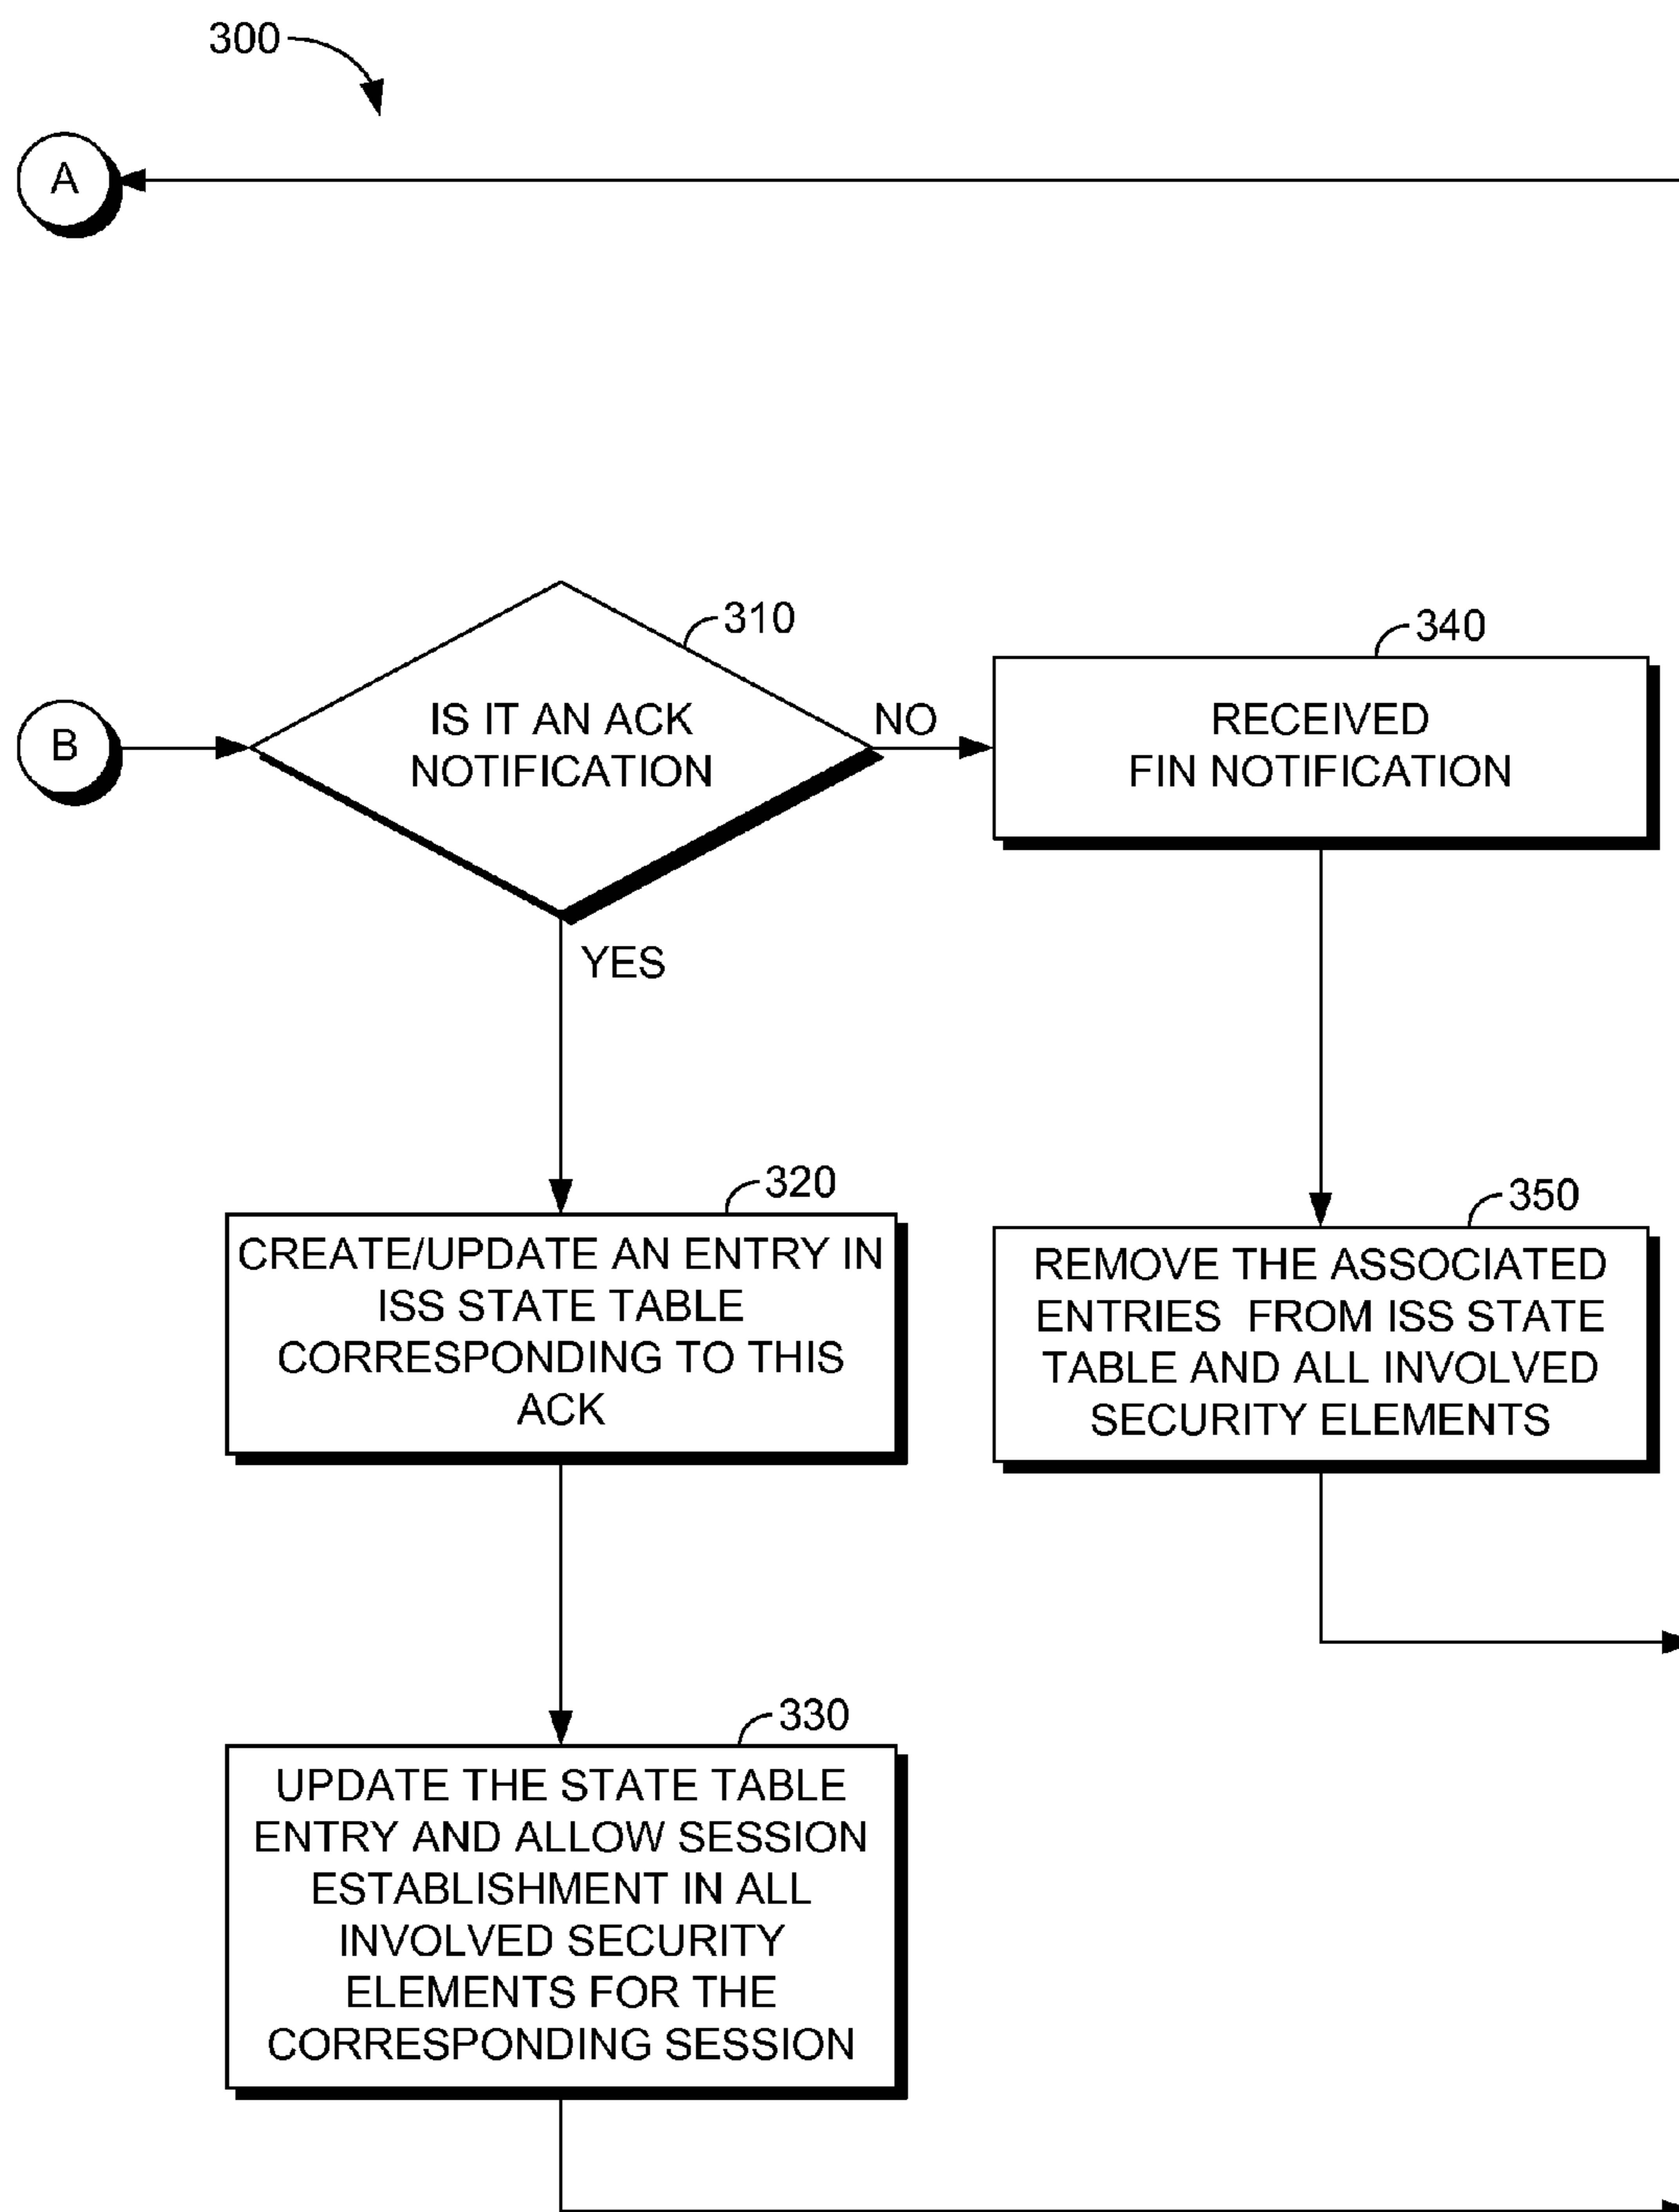 300
A
310
B
IS IT AN ACK
NOTIFICATION
NO
YES
340
RECEIVED
FIN NOTIFICATION
320
CREATE/UPDATE AN ENTRY IN
ISS STATE TABLE
CORRESPONDING TO THIS
ACK
350
REMOVE THE ASSOCIATED
ENTRIES FROM ISS STATE
TABLE AND ALL INVOLVED
SECURITY ELEMENTS
330
UPDATE THE STATE TABLE
ENTRY AND ALLOW SESSION
ESTABLISHMENT IN ALL
INVOLVED SECURITY
ELEMENTS FOR THE
CORRESPONDING SESSION